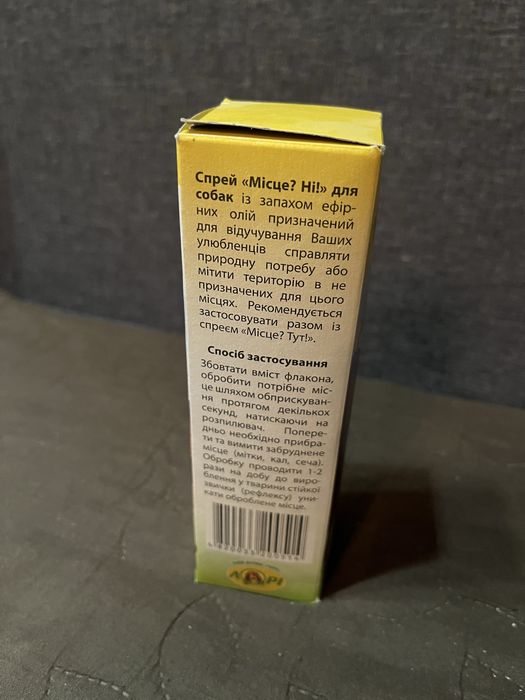 Спрей «Місце? Ні!» для
собак із запахом ефір-
них олій призначений
для відучування Ваших
улюбленців справляти
природну потребу або
мітити територію в не
призначених для цього
місцях. Рекомендується
застосовувати разом із
спреєм «Місце? Тут!».
Спосіб застосування
Збовтати вміст флакона,
обробити потрібне міс-
це шляхом обприскуван-
ня протягом декількох
секунд, натискаючи на
розпилювач. Попере-
дньо необхідно прибра-
ти та вимити забруднене
місце (мітки, кал, сеча).
Обробку проводити 1-2
рази на добу до виро-
блення у тварини стійкої
звички (рефлексу) уни-
кати оброблене місце.